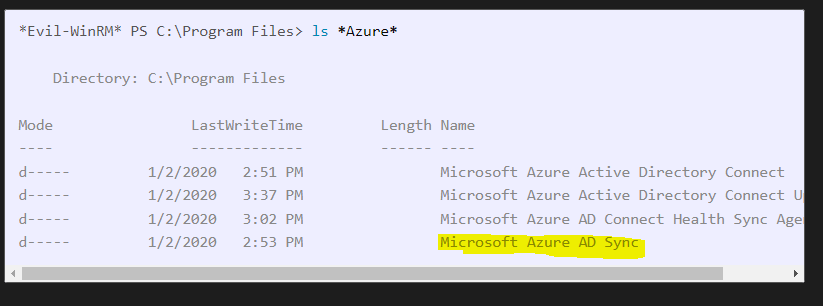 *Evil-WinRM* PS C:\Program Files> ls *Azure*
Directory: C:\Program Files
Mode LastWriteTime Length Name
---- ------------- ------ ----
d----- 1/2/2020 2:51 PM Microsoft Azure Active Directory Connect
d----- 1/2/2020 3:37 PM Microsoft Azure Active Directory Connect
d----- 1/2/2020 3:02 PM Microsoft Azure AD Connect Health Sync
d----- 1/2/2020 2:53 PM Microsoft Azure AD Sync